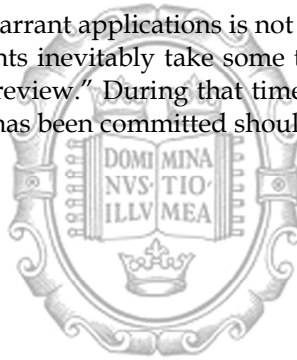 arrant applications is not
nts inevitably take some t
review.” During that time
has been committed shoul
DOMI MINA
NVS TIO
ILLV MEA